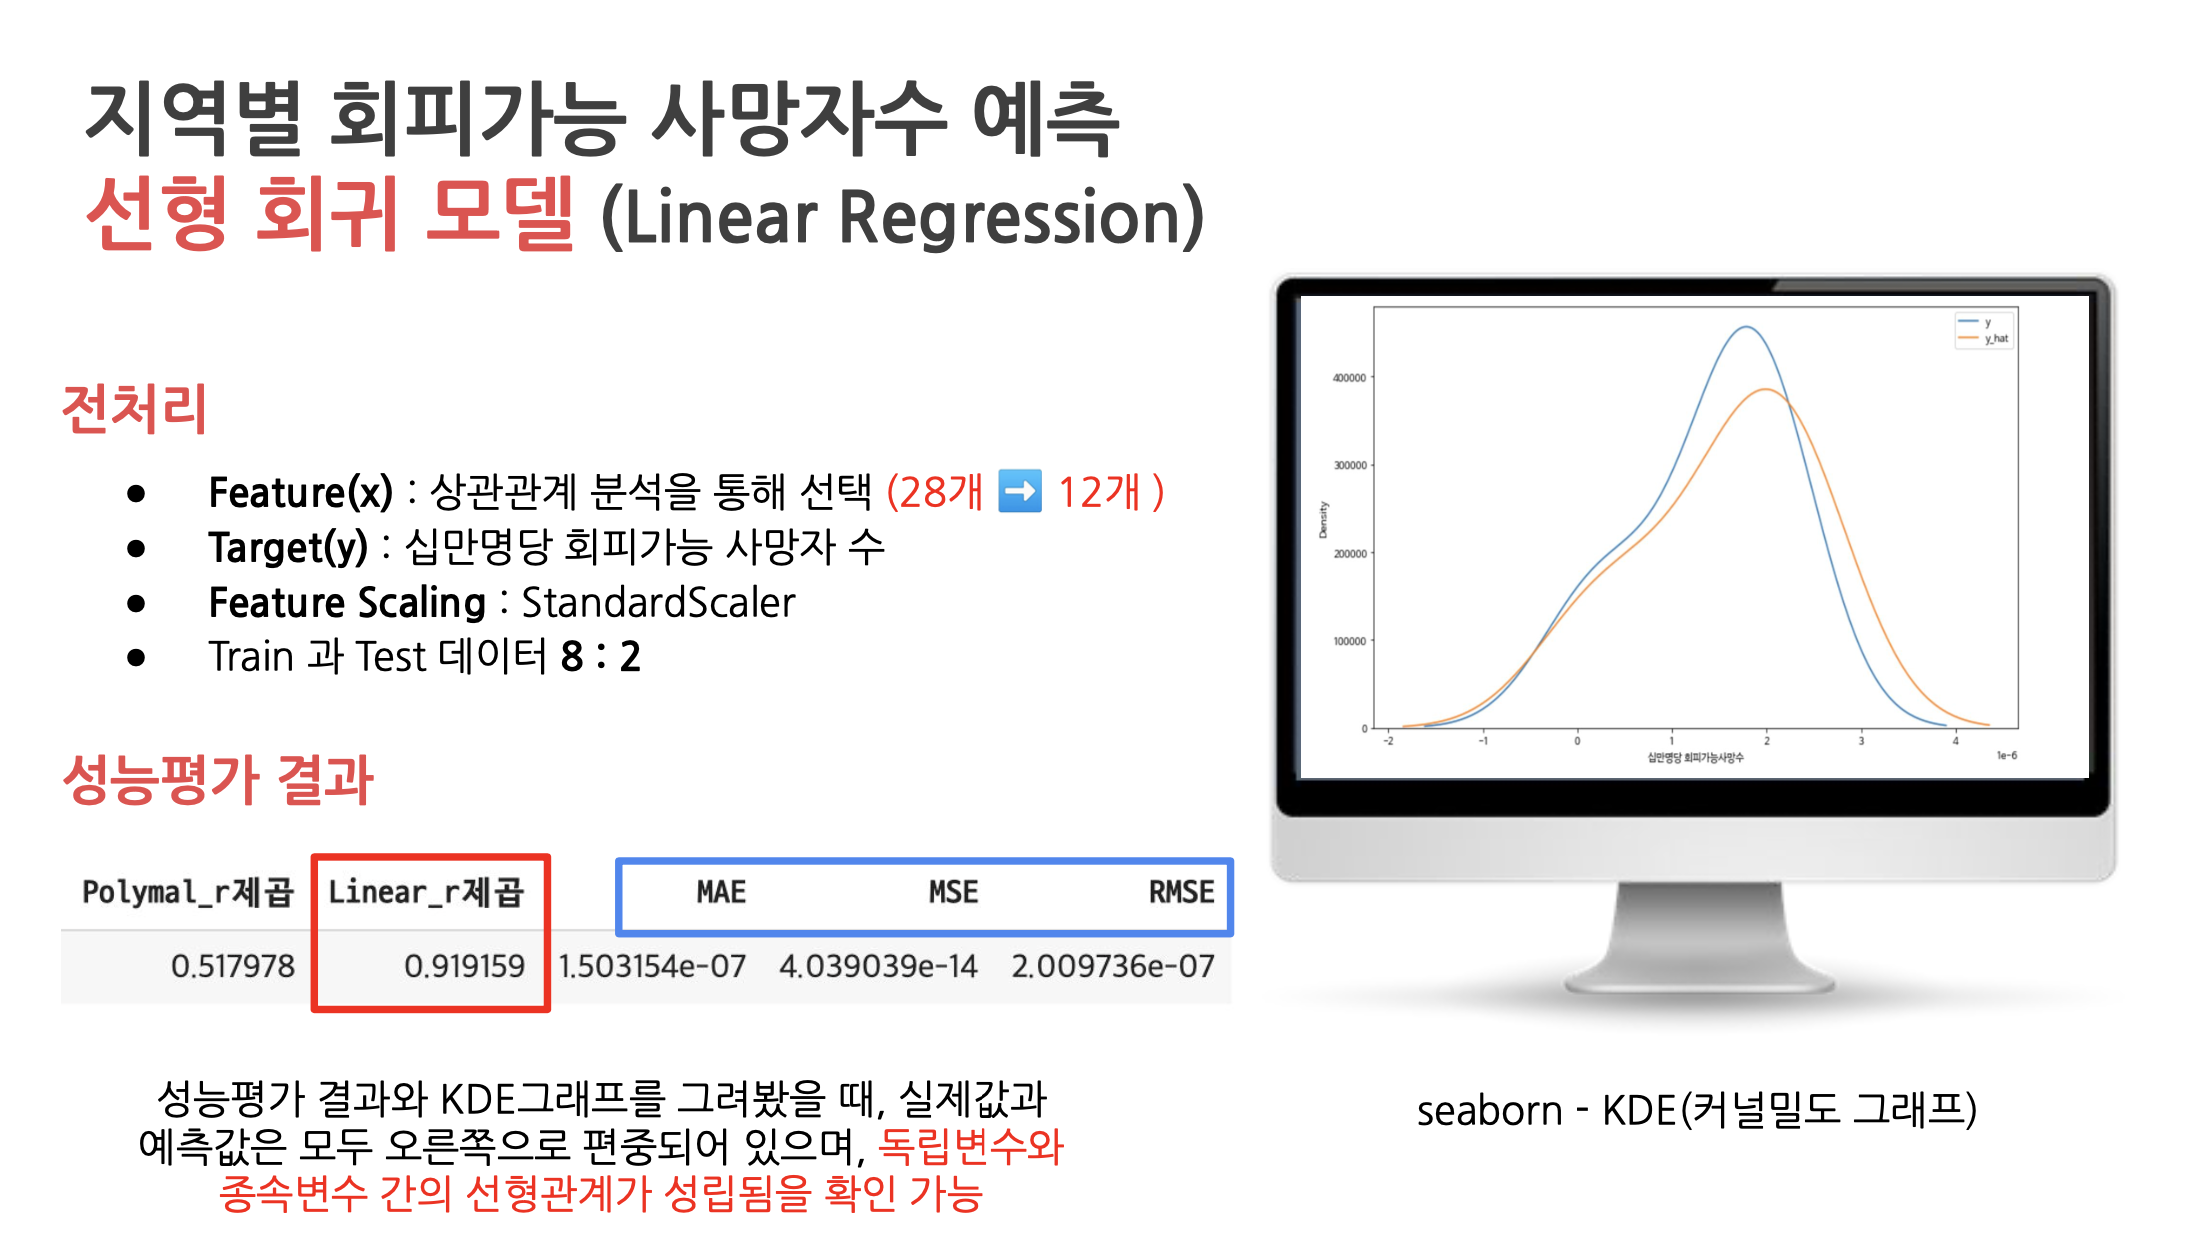 지역별 회피가능 사망자수 예측
선형 회귀 모델 (Linear Regression)
전처리
● Feature(x) : 상관관계 분석을 통해 선택 (28개 ➡ 12개 )
● Target(y) : 십만명당 회피가능 사망자 수
● Feature Scaling : StandardScaler
● Train 과 Test 데이터 8 : 2
성능평가 결과
Polymal_r제곱 Linear_r제곱 MAE MSE RMSE
0.517978 0.919159 1.503154e-07 4.039039e-14 2.009736e-07
성능평가 결과와 KDE그래프를 그려봤을 때, 실제값과
예측값은 모두 오른쪽으로 편중되어 있으며, 독립변수와
종속변수 간의 선형관계가 성립됨을 확인 가능
y
y_hat
400000
300000
200000
100000
0
Density
-2 -1 0 1 2 3 4
십만명당 회피가능사망수
1e-6
seaborn - KDE(커널밀도 그래프)